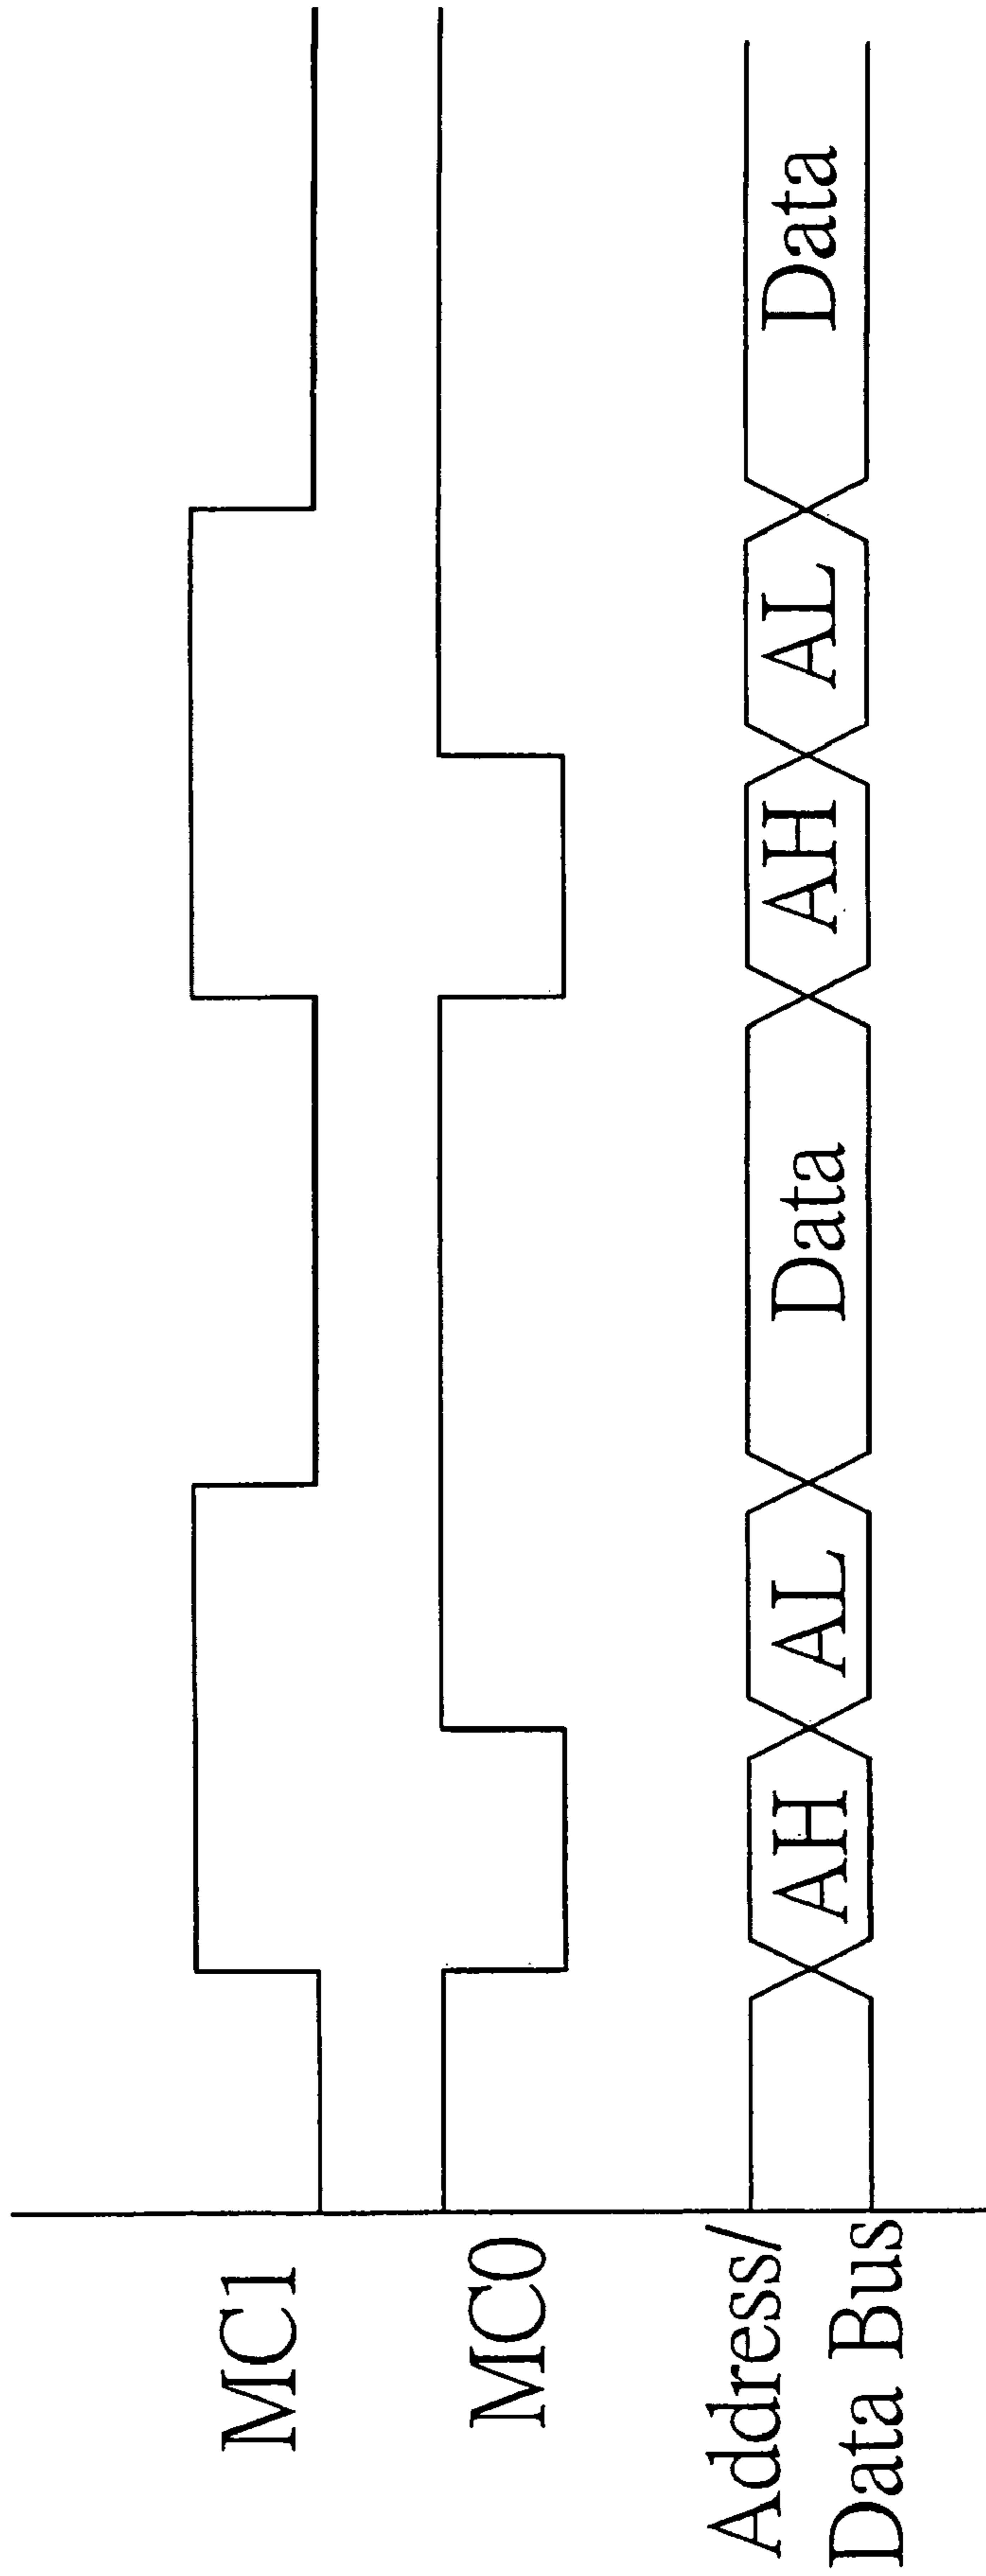 MC1
MC0
Address/
Data Bus
AH AL Data AH AL Data